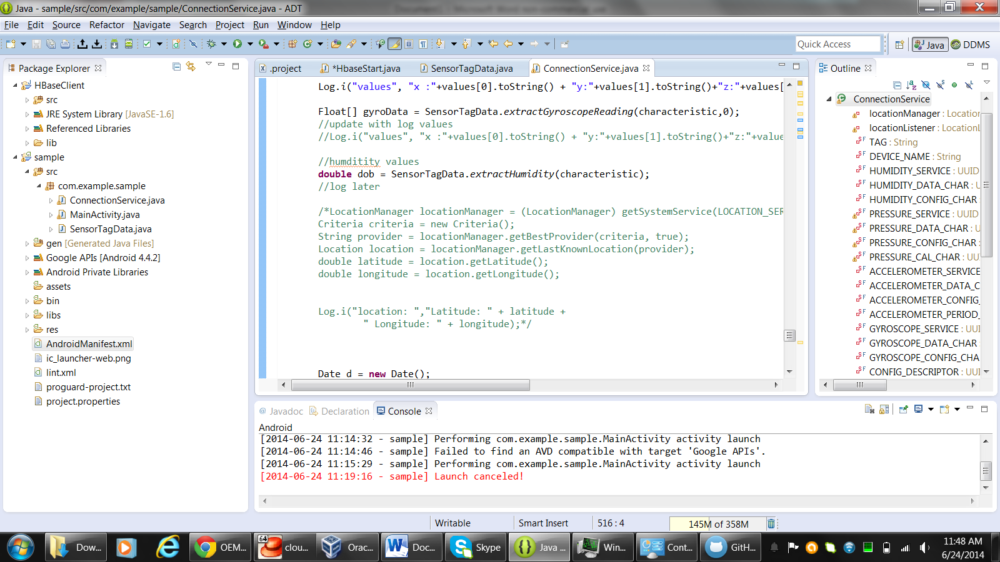 Java - sample/src/com/example/sample/ConnectionService.java - ADT
File Edit Source Refactor Navigate Search Project Run Window Help
Quick Access
Java
DDMS
Package Explorer
HBaseClient
src
JRE System Library [JavaSE-1.6]
Referenced Libraries
lib
sample
src
com.example.sample
ConnectionService.java
MainActivity.java
SensorTagData.java
gen [Generated Java Files]
Google APIs [Android 4.4.2]
Android Private Libraries
assets
bin
libs
res
AndroidManifest.xml
ic_launcher-web.png
lint.xml
proguard-project.txt
project.properties
.project
*HbaseStart.java
SensorTagData.java
ConnectionService.java
Log.i("values", "x :"+values[0].toString() + "y:"+values[1].toString()+"z:"+values[
Float[] gyroData = SensorTagData.extractGyroscopeReading(characteristic,0);
//update with log values
//Log.i("values", "x :"+values[0].toString() + "y:"+values[1].toString()+"z:"+value
//humditity values
double dob = SensorTagData.extractHumidity(characteristic);
//log later
/*LocationManager locationManager = (LocationManager) getSystemService(LOCATION_SER
Criteria criteria = new Criteria();
String provider = locationManager.getBestProvider(criteria, true);
Location location = locationManager.getLastKnownLocation(provider);
double latitude = location.getLatitude();
double longitude = location.getLongitude();
Log.i("location: ","Latitude: " + latitude +
" Longitude: " + longitude);*/
Date d = new Date();
Outline
ConnectionService
locationManager : Location
locationListener : LocationL
TAG : String
DEVICE_NAME : String
HUMIDITY_SERVICE : UUID
HUMIDITY_DATA_CHAR : U
HUMIDITY_CONFIG_CHAR
PRESSURE_SERVICE : UUID
PRESSURE_DATA_CHAR : U
PRESSURE_CONFIG_CHAR :
PRESSURE_CAL_CHAR : UU
ACCELEROMETER_SERVICE
ACCELEROMETER_DATA_C
ACCELEROMETER_CONFIG_
ACCELEROMETER_PERIOD_
GYROSCOPE_SERVICE : UUI
GYROSCOPE_DATA_CHAR
GYROSCOPE_CONFIG_CHA
CONFIG_DESCRIPTOR : UUI
Javadoc
Declaration
Console
Android
[2014-06-24 11:14:32 - sample] Performing com.example.sample.MainActivity activity launch
[2014-06-24 11:14:46 - sample] Failed to find an AVD compatible with target 'Google APIs'.
[2014-06-24 11:15:29 - sample] Performing com.example.sample.MainActivity activity launch
[2014-06-24 11:19:16 - sample] Launch canceled!
Writable
Smart Insert
516 : 4
145M of 358M
Dow...
OEM...
64
clou...
Orac...
Doc...
Skype
Java ...
Win...
Cont...
GitH...
11:48 AM
6/24/2014